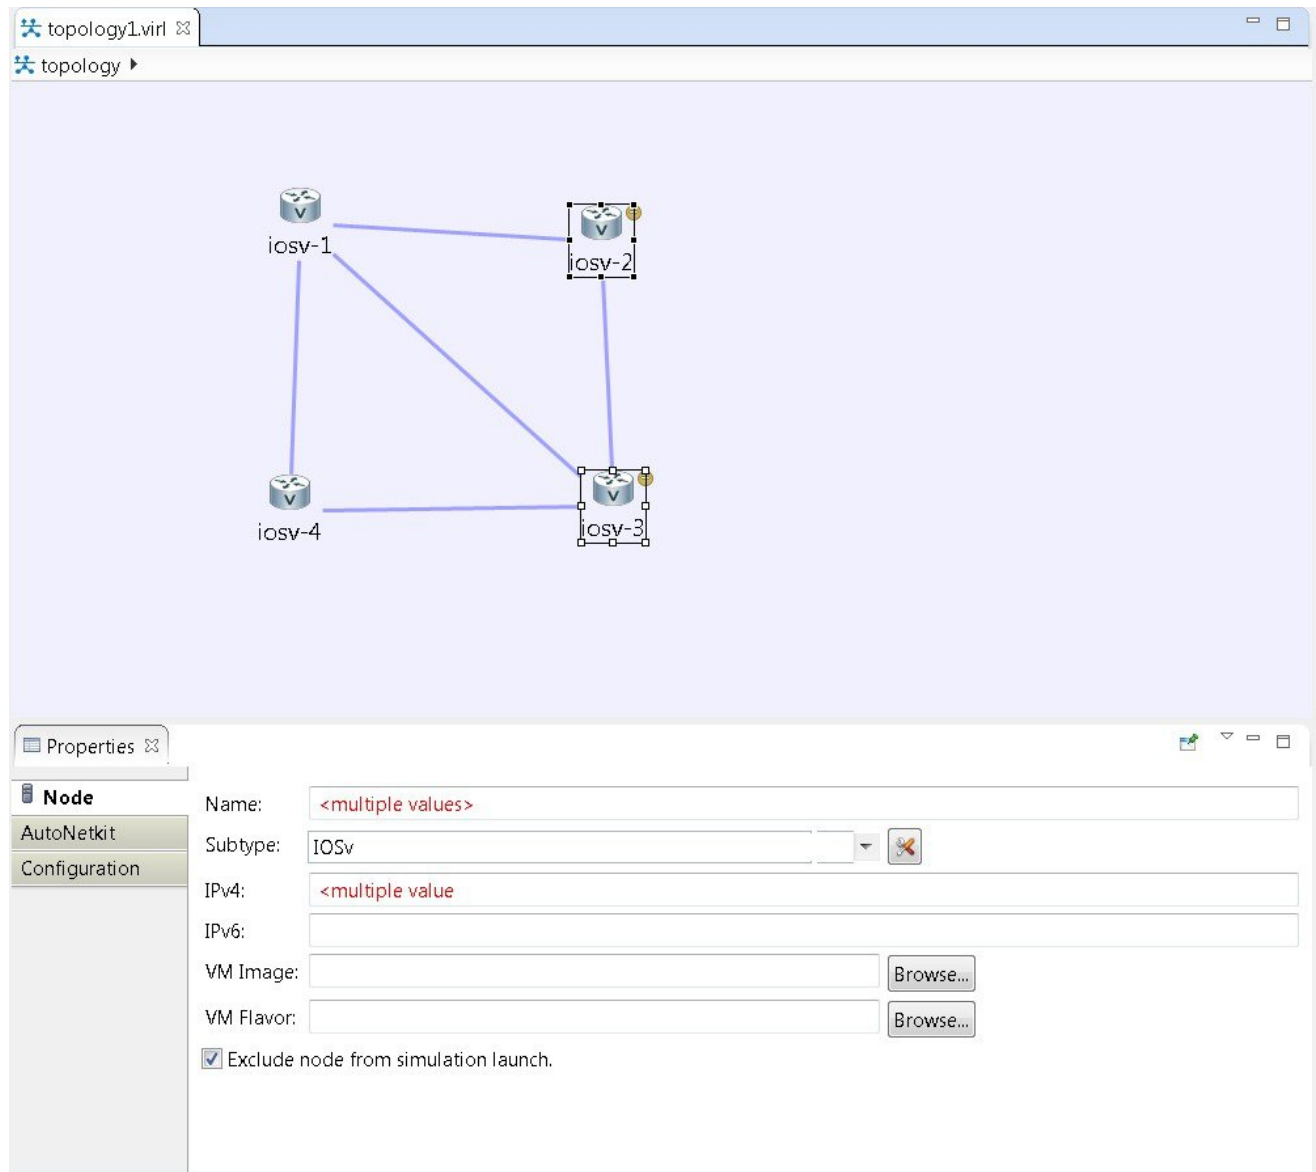 topology1.virl
topology
iosv-1
iosv-2
iosv-4
iosv-3
Properties
Node
AutoNetkit
Configuration
Name: <multiple values>
Subtype: IOSv
IPv4: <multiple value
IPv6:
VM Image: Browse...
VM Flavor: Browse...
Exclude node from simulation launch.